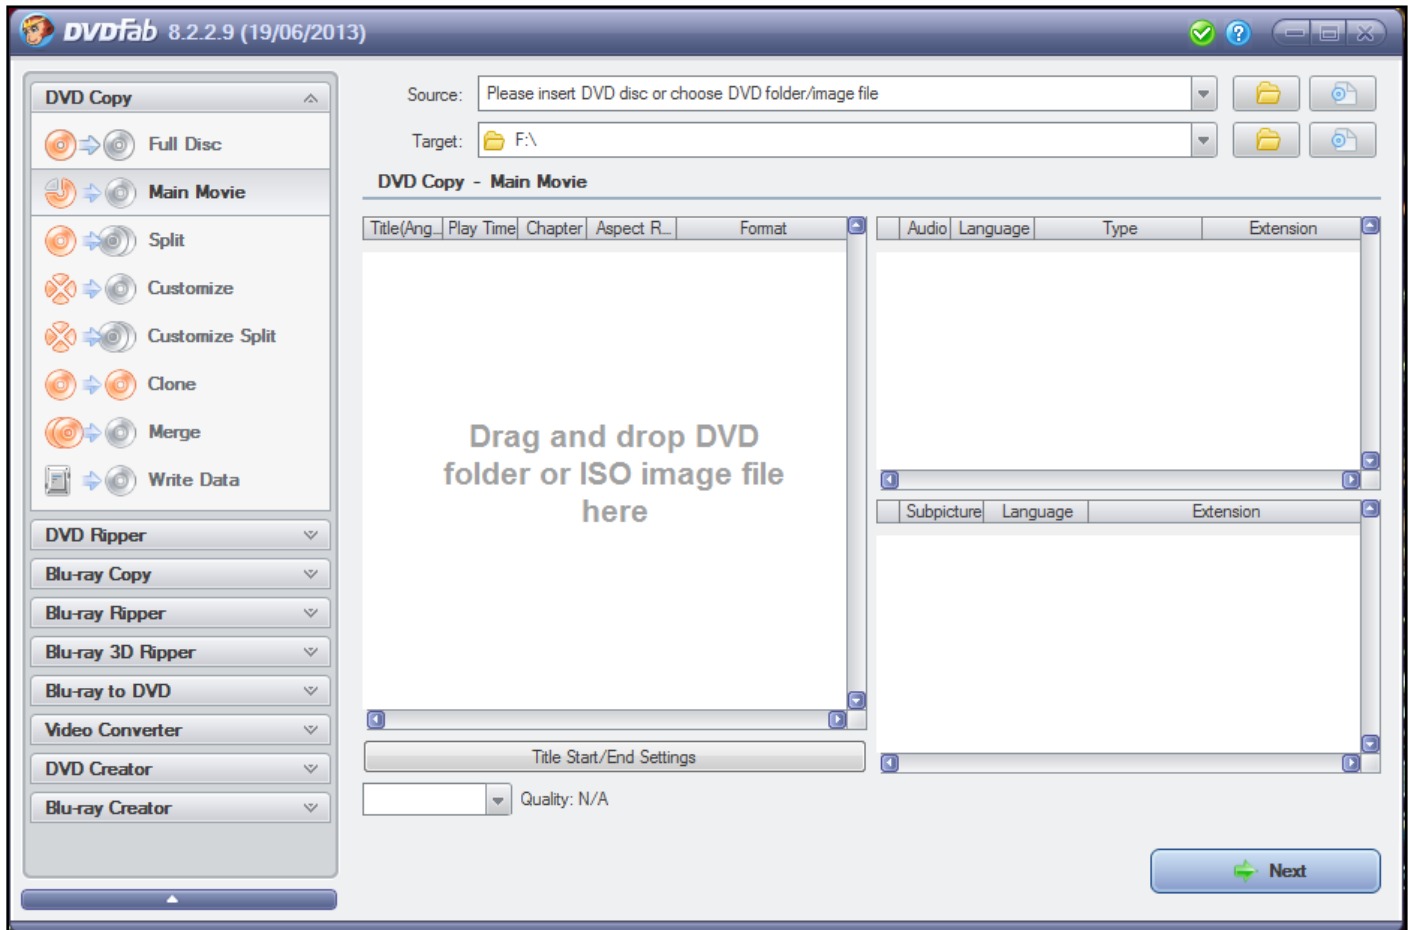 DVDFab 8.2.2.9 (19/06/2013)
DVD Copy
Full Disc
Main Movie
Split
Customize
Customize Split
Clone
Merge
Write Data
DVD Ripper
Blu-ray Copy
Blu-ray Ripper
Blu-ray 3D Ripper
Blu-ray to DVD
Video Converter
DVD Creator
Blu-ray Creator
Source: Please insert DVD disc or choose DVD folder/image file
Target: F:\
DVD Copy - Main Movie
Title(Ang... Play Time Chapter Aspect R... Format
Drag and drop DVD
folder or ISO image file
here
Title Start/End Settings
Quality: N/A
Audio Language Type Extension
Subpicture Language Extension
Next